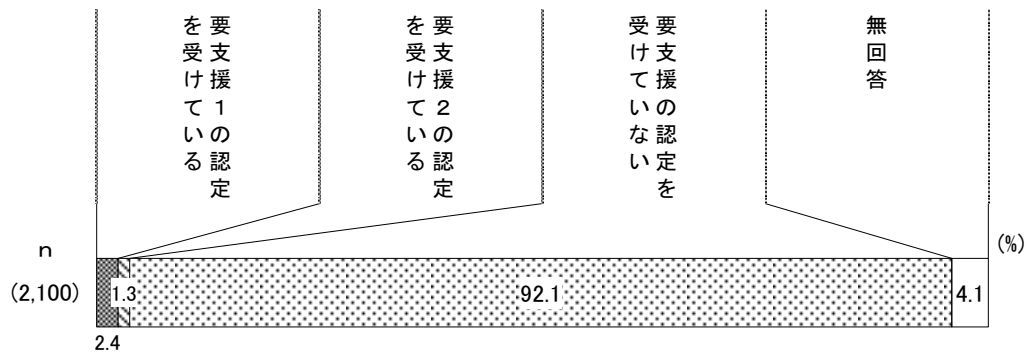 要支援１の認定
を受けている
要支援２の認定
を受けている
要支援の認定を
受けていない
無回答
n
(%)
(2,100)
1.3
92.1
4.1
2.4